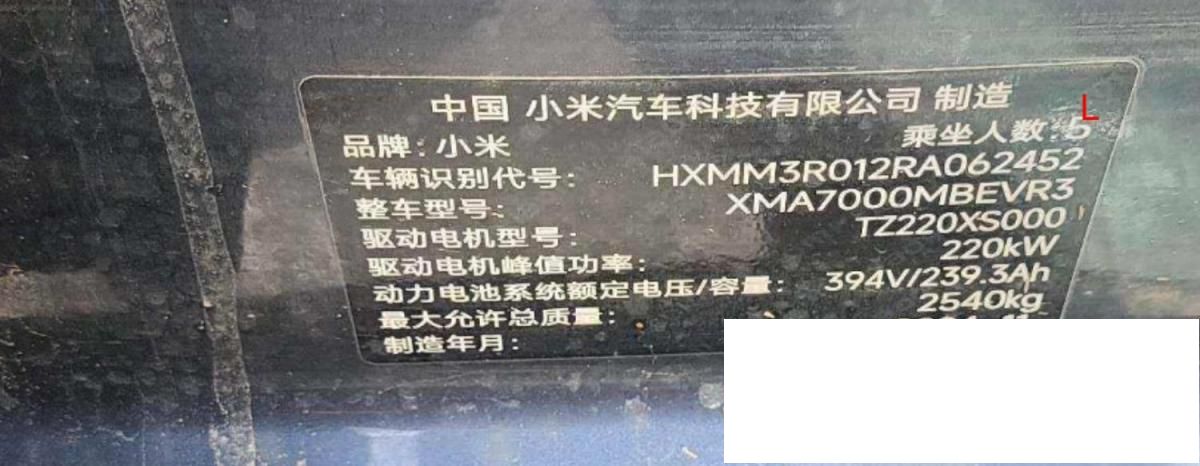 中国 小米汽车科技有限公司 制造
L
品牌: 小米 乘坐人数: 5
车辆识别代号: HXMM3R012RA062452
整车型号: XMA7000MBEVR3
驱动电机型号: TZ220XS000
驱动电机峰值功率: 220kW
动力电池系统额定电压/容量: 394V/239.3Ah
最大允许总质量: 2540kg
制造年月: